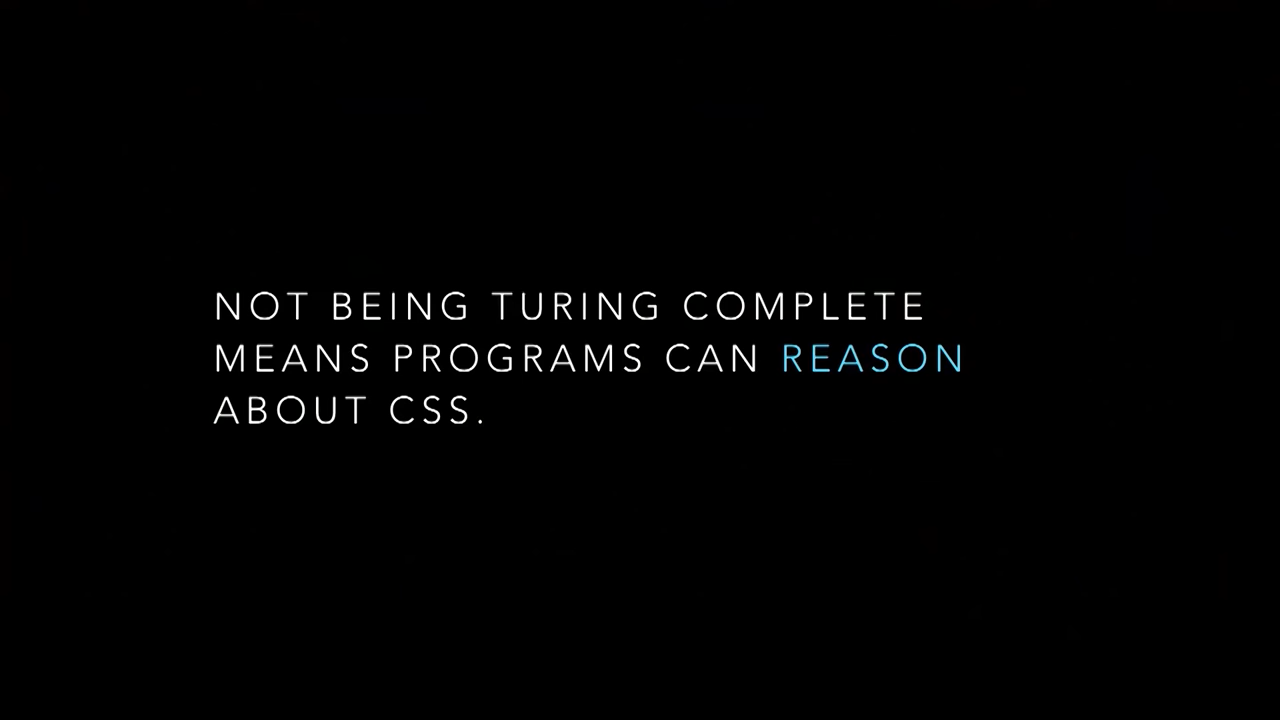 NOT BEING TURING COMPLETE
MEANS PROGRAMS CAN REASON
ABOUT CSS.